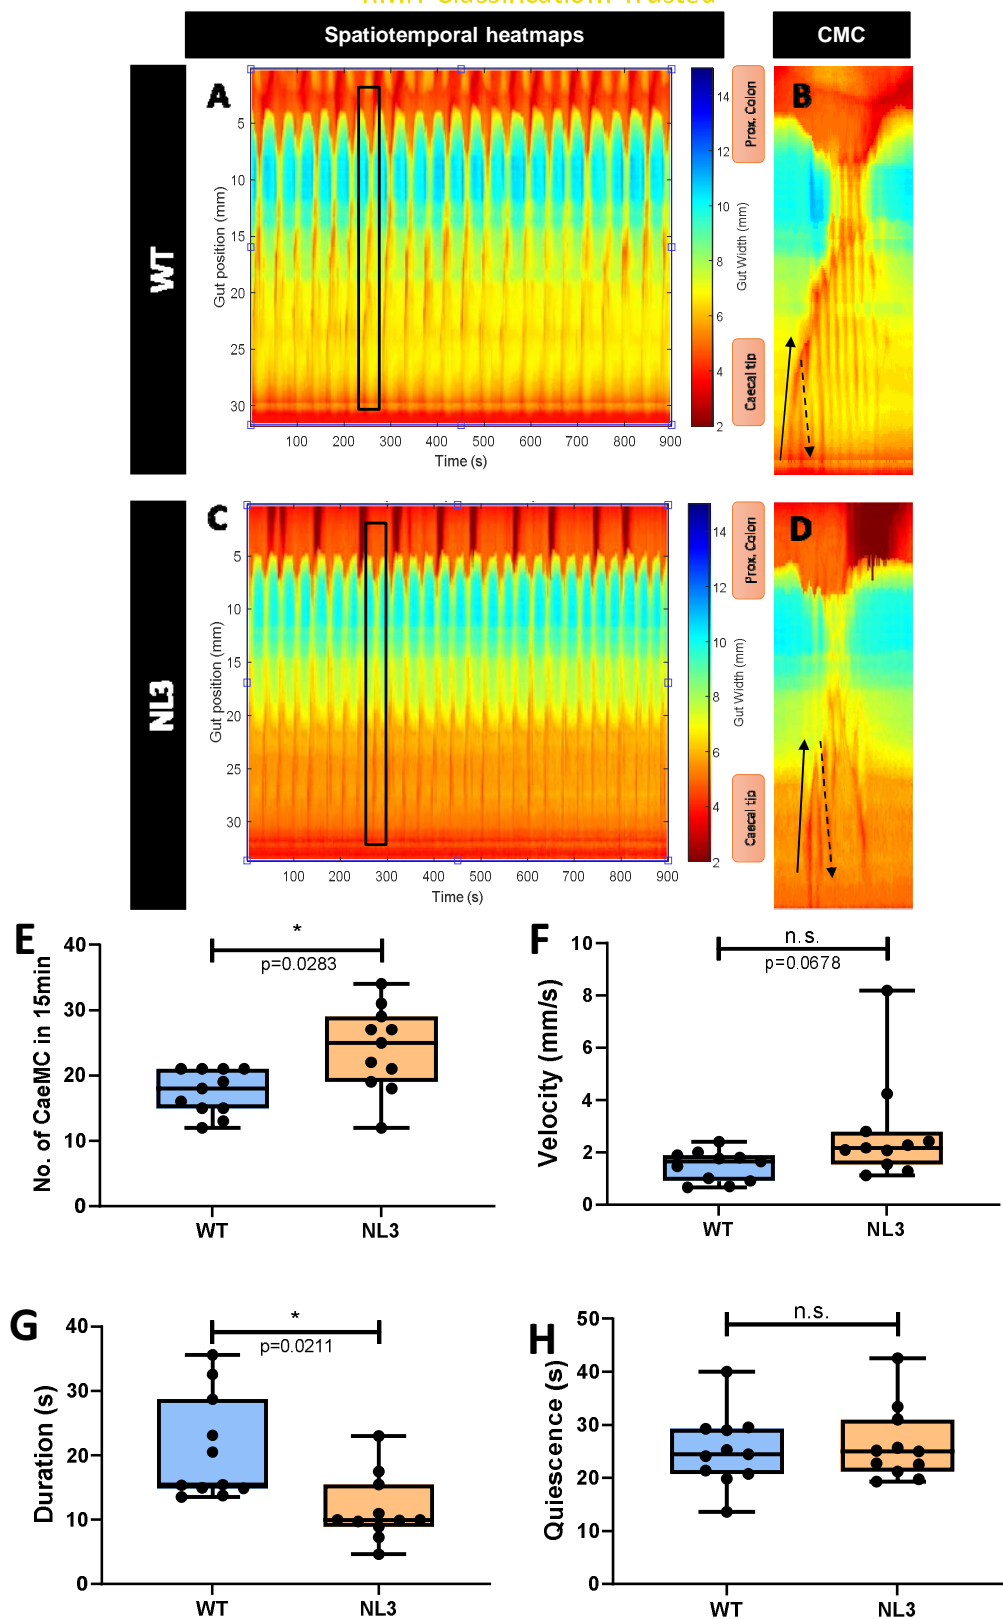 RMIT Classification: Trusted
Spatiotemporal heatmaps
CMC
WT
A
5
10
15
20
25
30
Gut position (mm)
100 200 300 400 500 600 700 800 900
Time (s)
14
12
10
8
6
4
2
Gut Width (mm)
Prox. Colon
Caecal tip
B
NL3
C
5
10
15
20
25
30
Gut position (mm)
100 200 300 400 500 600 700 800 900
Time (s)
14
12
10
8
6
4
2
Gut Width (mm)
Prox. Colon
Caecal tip
D
E
*
p=0.0283
No. of CaeMC in 15min
40
30
20
10
0
WT NL3
F
n.s.
p=0.0678
Velocity (mm/s)
10
8
6
4
2
0
WT NL3
G
*
p=0.0211
Duration (s)
40
30
20
10
0
WT NL3
H
n.s.
Quiescence (s)
50
40
30
20
10
0
WT NL3